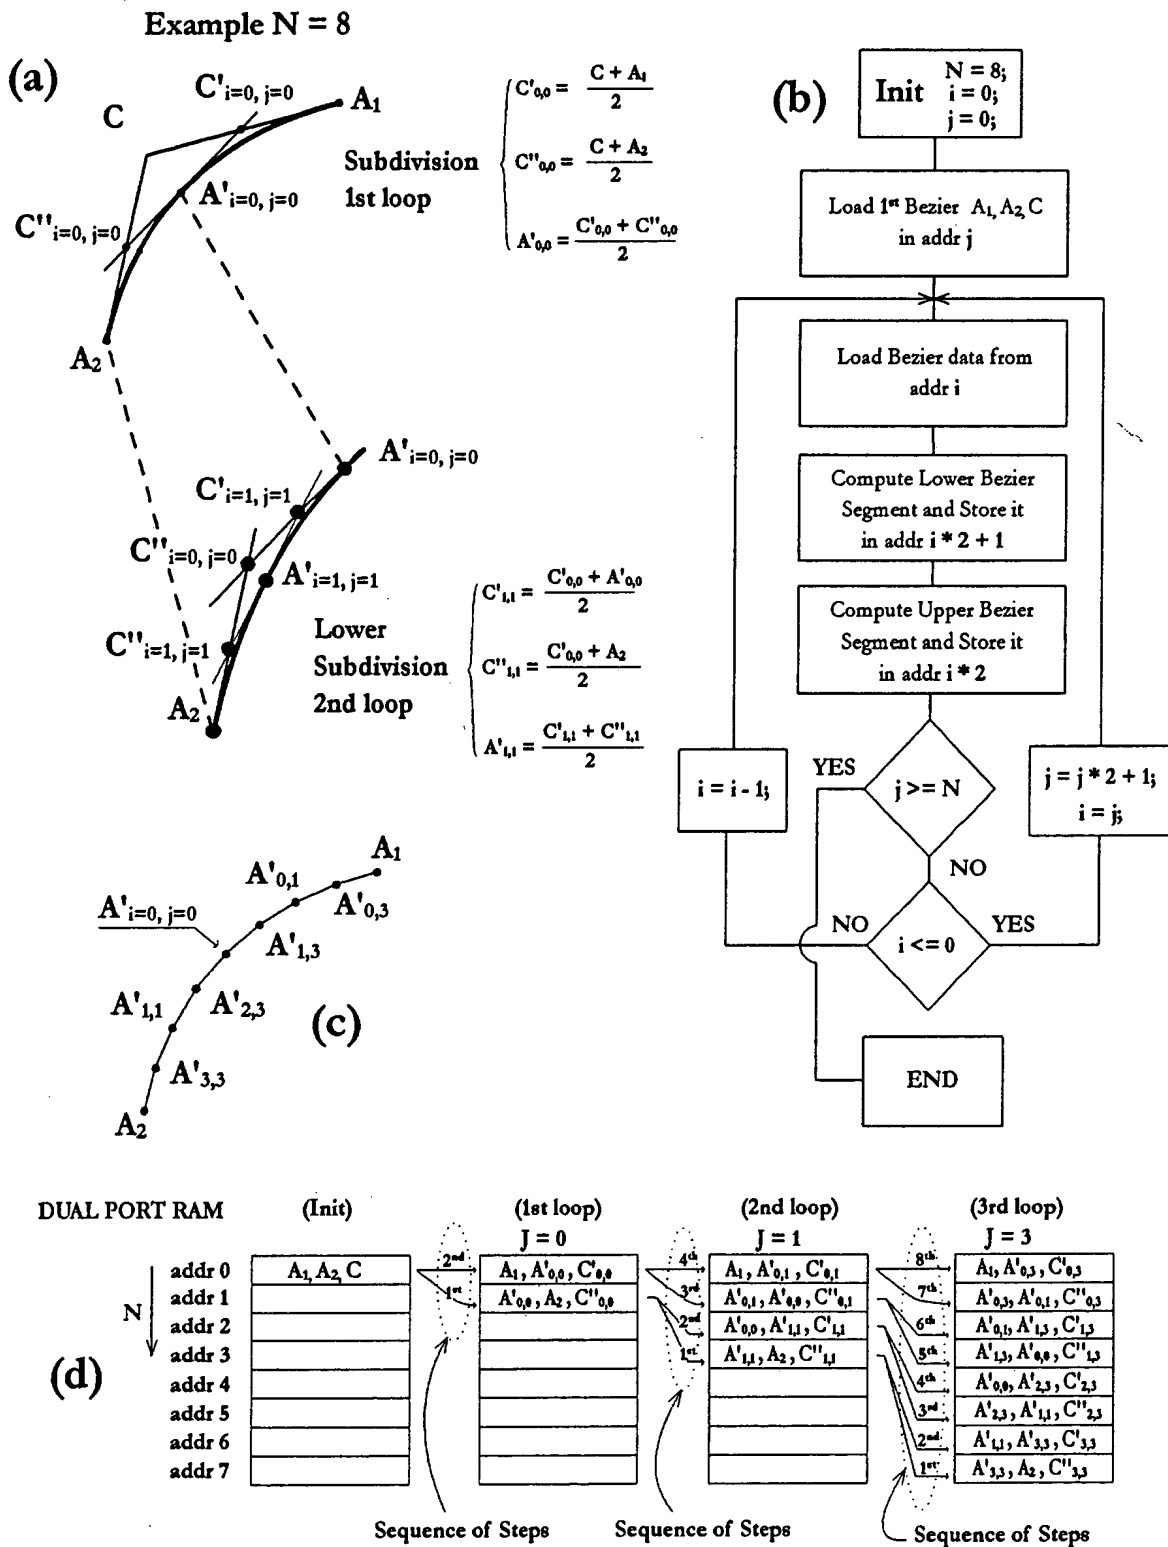 Example N = 8
(a)
C'i=0, j=0
A1
C
A'i=0, j=0
C''i=0, j=0
A2
Subdivision
1st loop
C'0,0 = C + A1 / 2
C''0,0 = C + A2 / 2
A'0,0 = C'0,0 + C''0,0 / 2
A'i=0, j=0
C'i=1, j=1
C''i=0, j=0
A'i=1, j=1
C''i=1, j=1
A2
Lower
Subdivision
2nd loop
C'1,1 = C'0,0 + A'0,0 / 2
C''1,1 = C'0,0 + A2 / 2
A'1,1 = C'1,1 + C''1,1 / 2
(b)
Init
N = 8;
i = 0;
j = 0;
Load 1st Bezier A1, A2, C
in addr j
Load Bezier data from
addr i
Compute Lower Bezier
Segment and Store it
in addr i * 2 + 1
Compute Upper Bezier
Segment and Store it
in addr i * 2
YES
j >= N
NO
i = i - 1;
j = j * 2 + 1;
i = j;
NO
i <= 0
YES
END
A1
A'0,1
A'0,3
A'i=0, j=0
A'1,3
A'1,1
A'2,3
(c)
A'3,3
A2
DUAL PORT RAM
(Init)
(1st loop)
J = 0
(2nd loop)
J = 1
(3rd loop)
J = 3
(d)
N
addr 0
addr 1
addr 2
addr 3
addr 4
addr 5
addr 6
addr 7
A1, A2, C
2nd
1st
A1, A'0,0, C'0,0
A'0,0, A2, C''0,0
4th
3rd
2nd
1st
A1, A'0,1, C'0,1
A'0,1, A'0,0, C''0,1
A'0,0, A'1,1, C'1,1
A'1,1, A2, C''1,1
8th
7th
6th
5th
4th
3rd
2nd
1st
A1, A'0,3, C'0,3
A'0,3, A'0,1, C''0,3
A'0,1, A'1,3, C'1,3
A'1,3, A'0,0, C''1,3
A'0,0, A'2,3, C'2,3
A'2,3, A'1,1, C''2,3
A'1,1, A'3,3, C'3,3
A'3,3, A2, C''3,3
Sequence of Steps
Sequence of Steps
Sequence of Steps